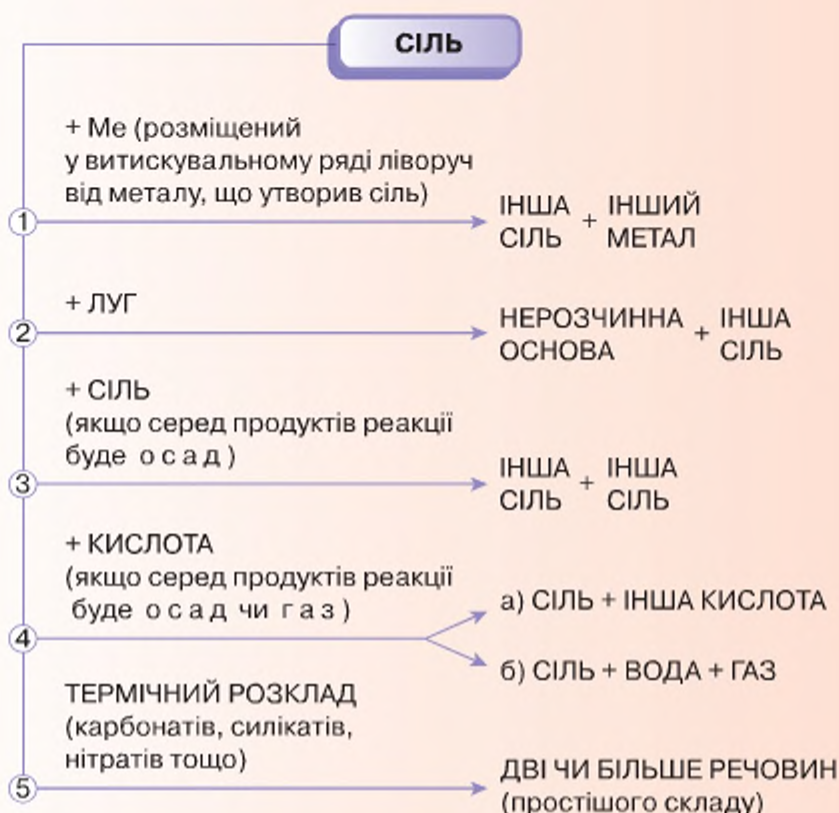 СІЛЬ
+ Ме (розміщений
у витискувальному ряді ліворуч
від металу, що утворив сіль)
1
ІНША + ІНШИЙ
СІЛЬ МЕТАЛ
+ ЛУГ
2
НЕРОЗЧИННА + ІНША
ОСНОВА СІЛЬ
+ СІЛЬ
(якщо серед продуктів реакції
буде о с а д )
3
ІНША + ІНША
СІЛЬ СІЛЬ
+ КИСЛОТА
(якщо серед продуктів реакції
буде о с а д чи г а з )
4
а) СІЛЬ + ІНША КИСЛОТА
б) СІЛЬ + ВОДА + ГАЗ
ТЕРМІЧНИЙ РОЗКЛАД
(карбонатів, силікатів,
нітратів тощо)
5
ДВІ ЧИ БІЛЬШЕ РЕЧОВИН
(простішого складу)